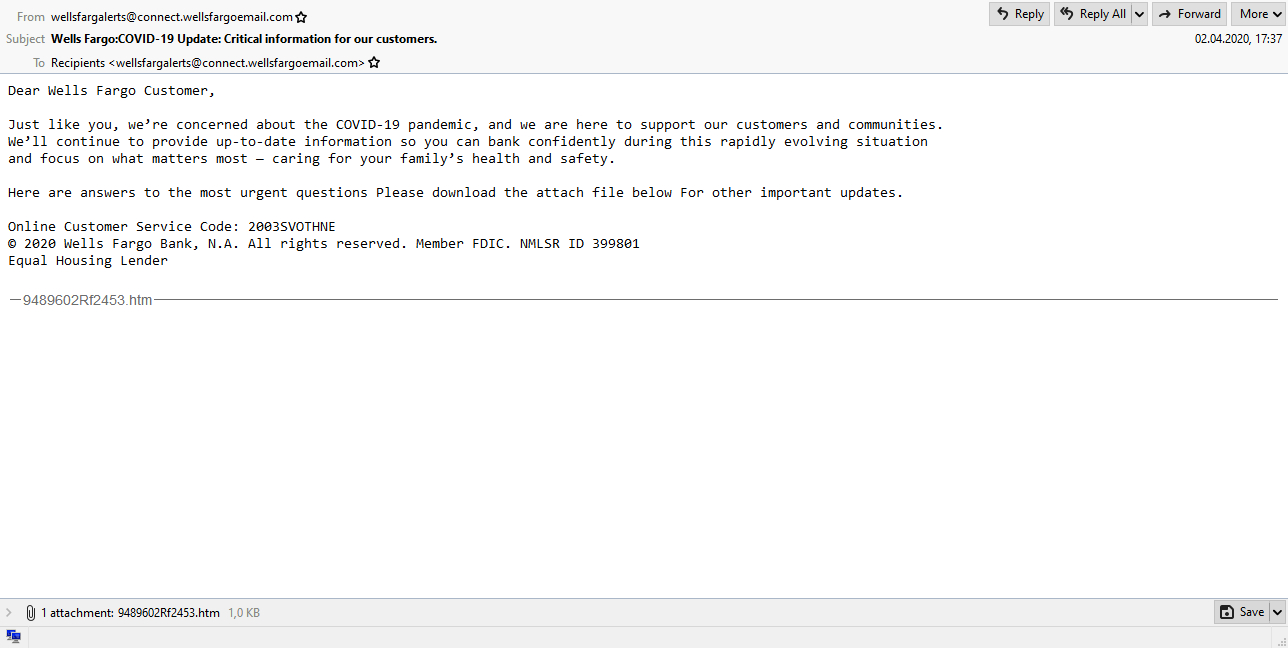 From wellsfargalerts@connect.wellsfargoemail.com
Reply
Reply All
Forward
More
Subject Wells Fargo:COVID-19 Update: Critical information for our customers.
02.04.2020, 17:37
To Recipients <wellsfargalerts@connect.wellsfargoemail.com>
Dear Wells Fargo Customer,
Just like you, we’re concerned about the COVID-19 pandemic, and we are here to support our customers and communities.
We’ll continue to provide up-to-date information so you can bank confidently during this rapidly evolving situation
and focus on what matters most – caring for your family’s health and safety.
Here are answers to the most urgent questions Please download the attach file below For other important updates.
Online Customer Service Code: 2003SVOTHNE
© 2020 Wells Fargo Bank, N.A. All rights reserved. Member FDIC. NMLSR ID 399801
Equal Housing Lender
9489602Rf2453.htm
1 attachment: 9489602Rf2453.htm 1,0 KB
Save